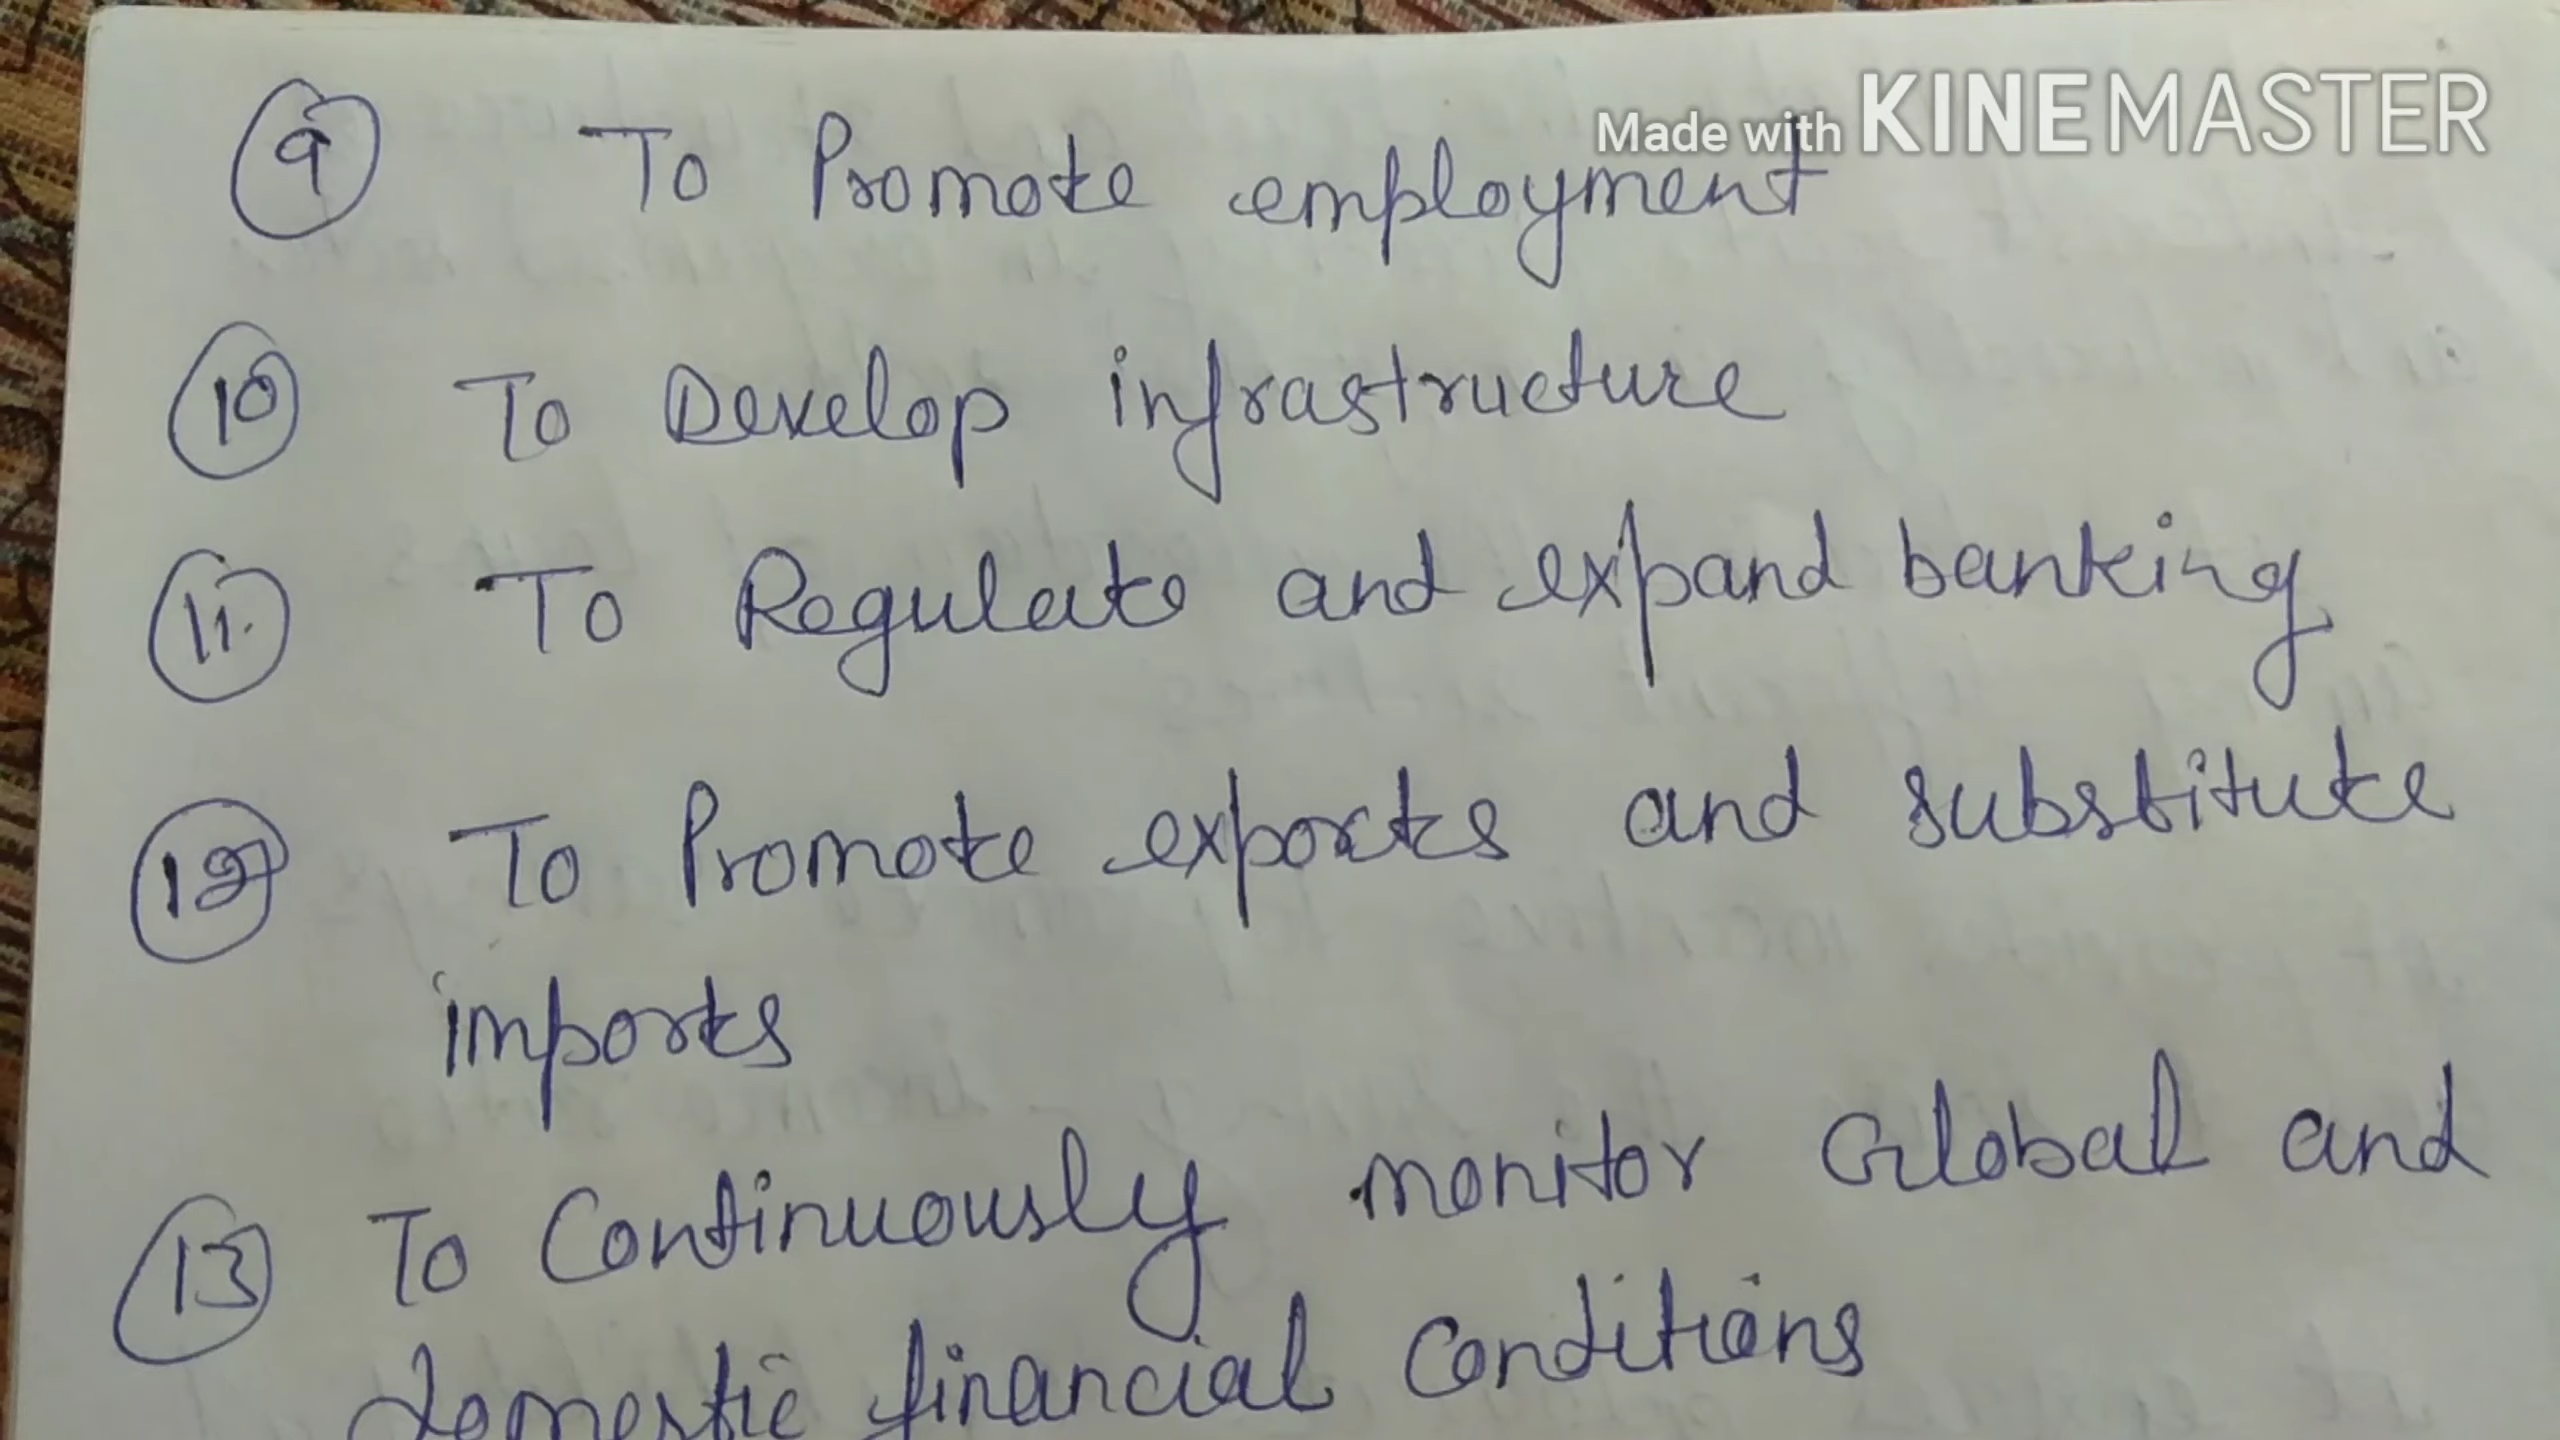 Made with KINEMASTER
9 To Promote employment
10 To Develop infrastructure
11. To Regulate and expand banking
12 To Promote exports and substitute
imports
13 To Continuously monitor Global and
domestic financial Conditions